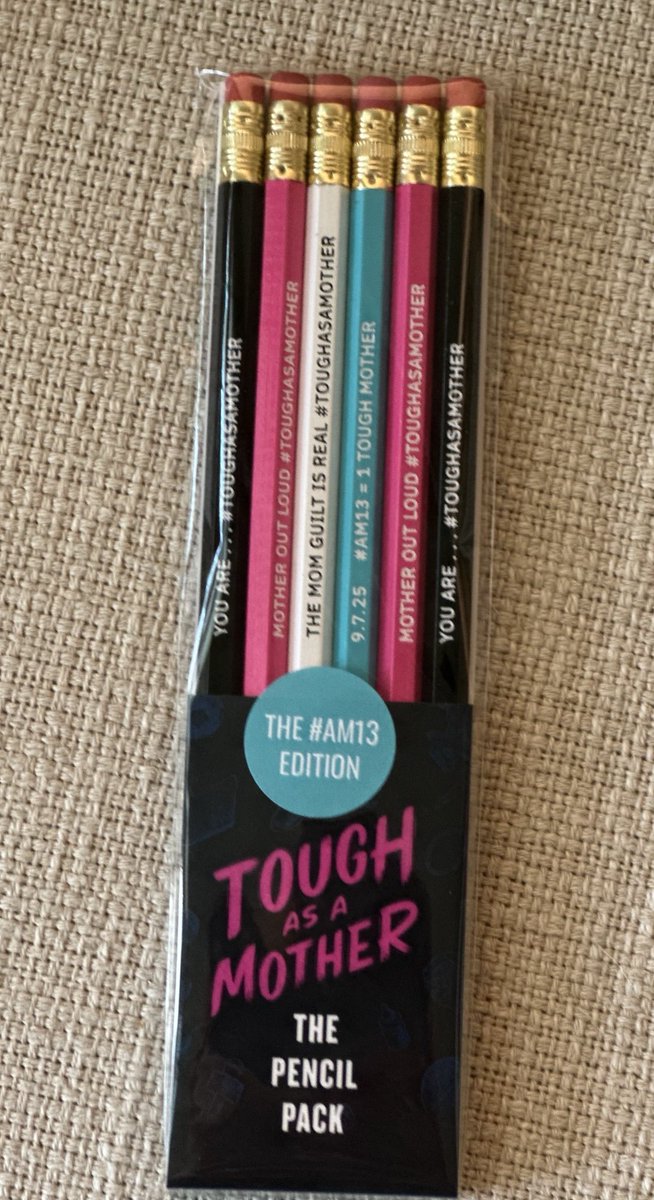 YOU ARE . . . #TOUGHASAMOTHER
MOTHER OUT LOUD #TOUGHASAMOTHER
THE MOM GUILT IS REAL #TOUGHASAMOTHER
9.7.25 #AM13 = 1 TOUGH MOTHER
MOTHER OUT LOUD #TOUGHASAMOTHER
YOU ARE . . . #TOUGHASAMOTHER
THE #AM13
EDITION
TOUGH
AS A
MOTHER
THE
PENCIL
PACK